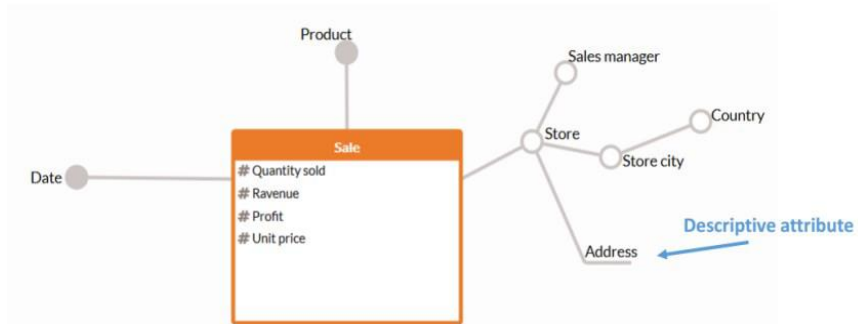 Product
Sales manager
Country
Store
Sale
Store city
# Quantity sold
Date
# Ravenue
# Profit
Descriptive attribute
# Unit price
Address